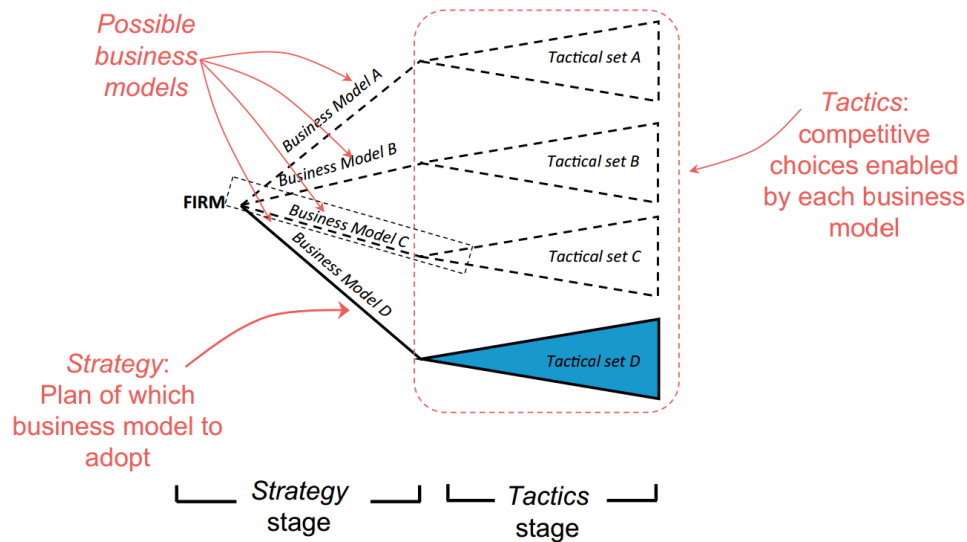 Possible
business
models
Business Model A
Tactical set A
Tactics:
competitive
choices enabled
by each business
model
Business Model B
Tactical set B
FIRM
Business Model C
Tactical set C
Business Model D
Tactical set D
Strategy:
Plan of which
business model to
adopt
Strategy
stage
Tactics
stage